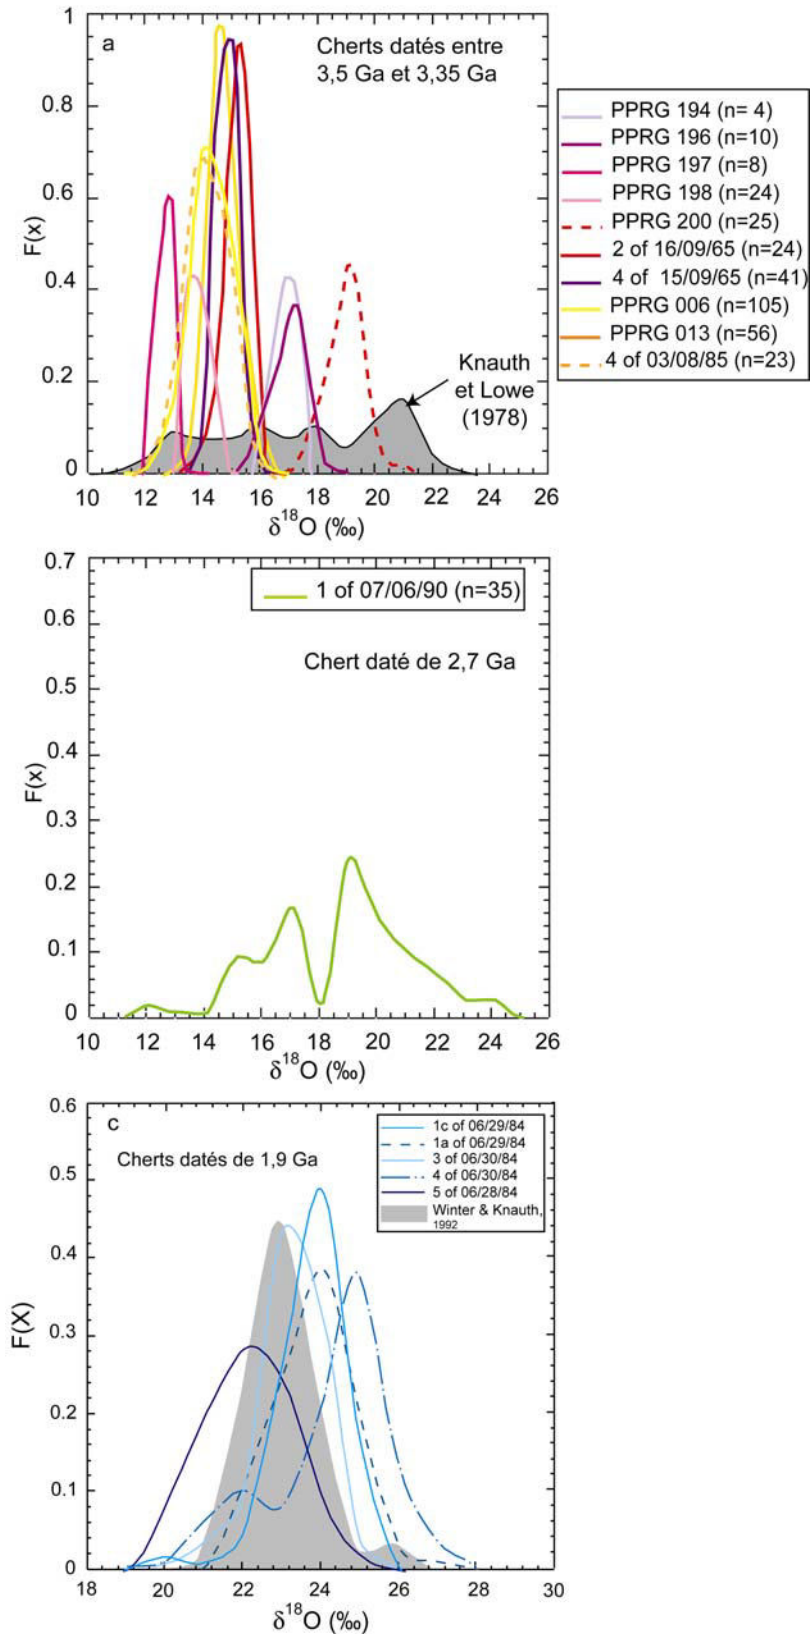 a
Cherts datés entre
3,5 Ga et 3,35 Ga
1
0.8
0.6
0.4
0.2
0
F(x)
Knauth
et Lowe
(1978)
10 12 14 16 18 20 22 24 26
δ18O (‰)
PPRG 194 (n= 4)
PPRG 196 (n=10)
PPRG 197 (n=8)
PPRG 198 (n=24)
PPRG 200 (n=25)
2 of 16/09/65 (n=24)
4 of 15/09/65 (n=41)
PPRG 006 (n=105)
PPRG 013 (n=56)
4 of 03/08/85 (n=23)
0.7
0.6
0.5
0.4
0.3
0.2
0.1
0
F(x)
1 of 07/06/90 (n=35)
Chert daté de 2,7 Ga
10 12 14 16 18 20 22 24 26
δ18O (‰)
c
Cherts datés de 1,9 Ga
0.6
0.5
0.4
0.3
0.2
0.1
0
F(X)
1c of 06/29/84
1a of 06/29/84
3 of 06/30/84
4 of 06/30/84
5 of 06/28/84
Winter & Knauth,
1992
18 20 22 24 26 28 30
δ18O (‰)